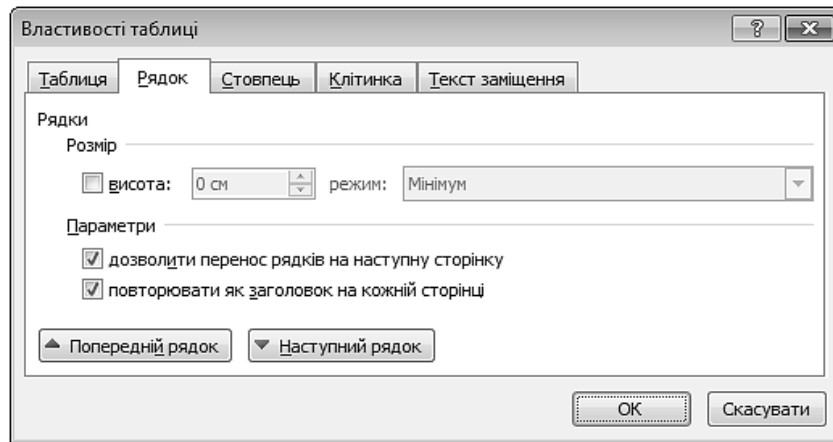 Властивості таблиці
Таблиця Рядок Стовпець Клітинка Текст заміщення
Рядки
Розмір
висота: 0 см режим: Мінімум
Параметри
дозволити перенос рядків на наступну сторінку
повторювати як заголовок на кожній сторінці
Попередній рядок Наступний рядок
ОК Скасувати